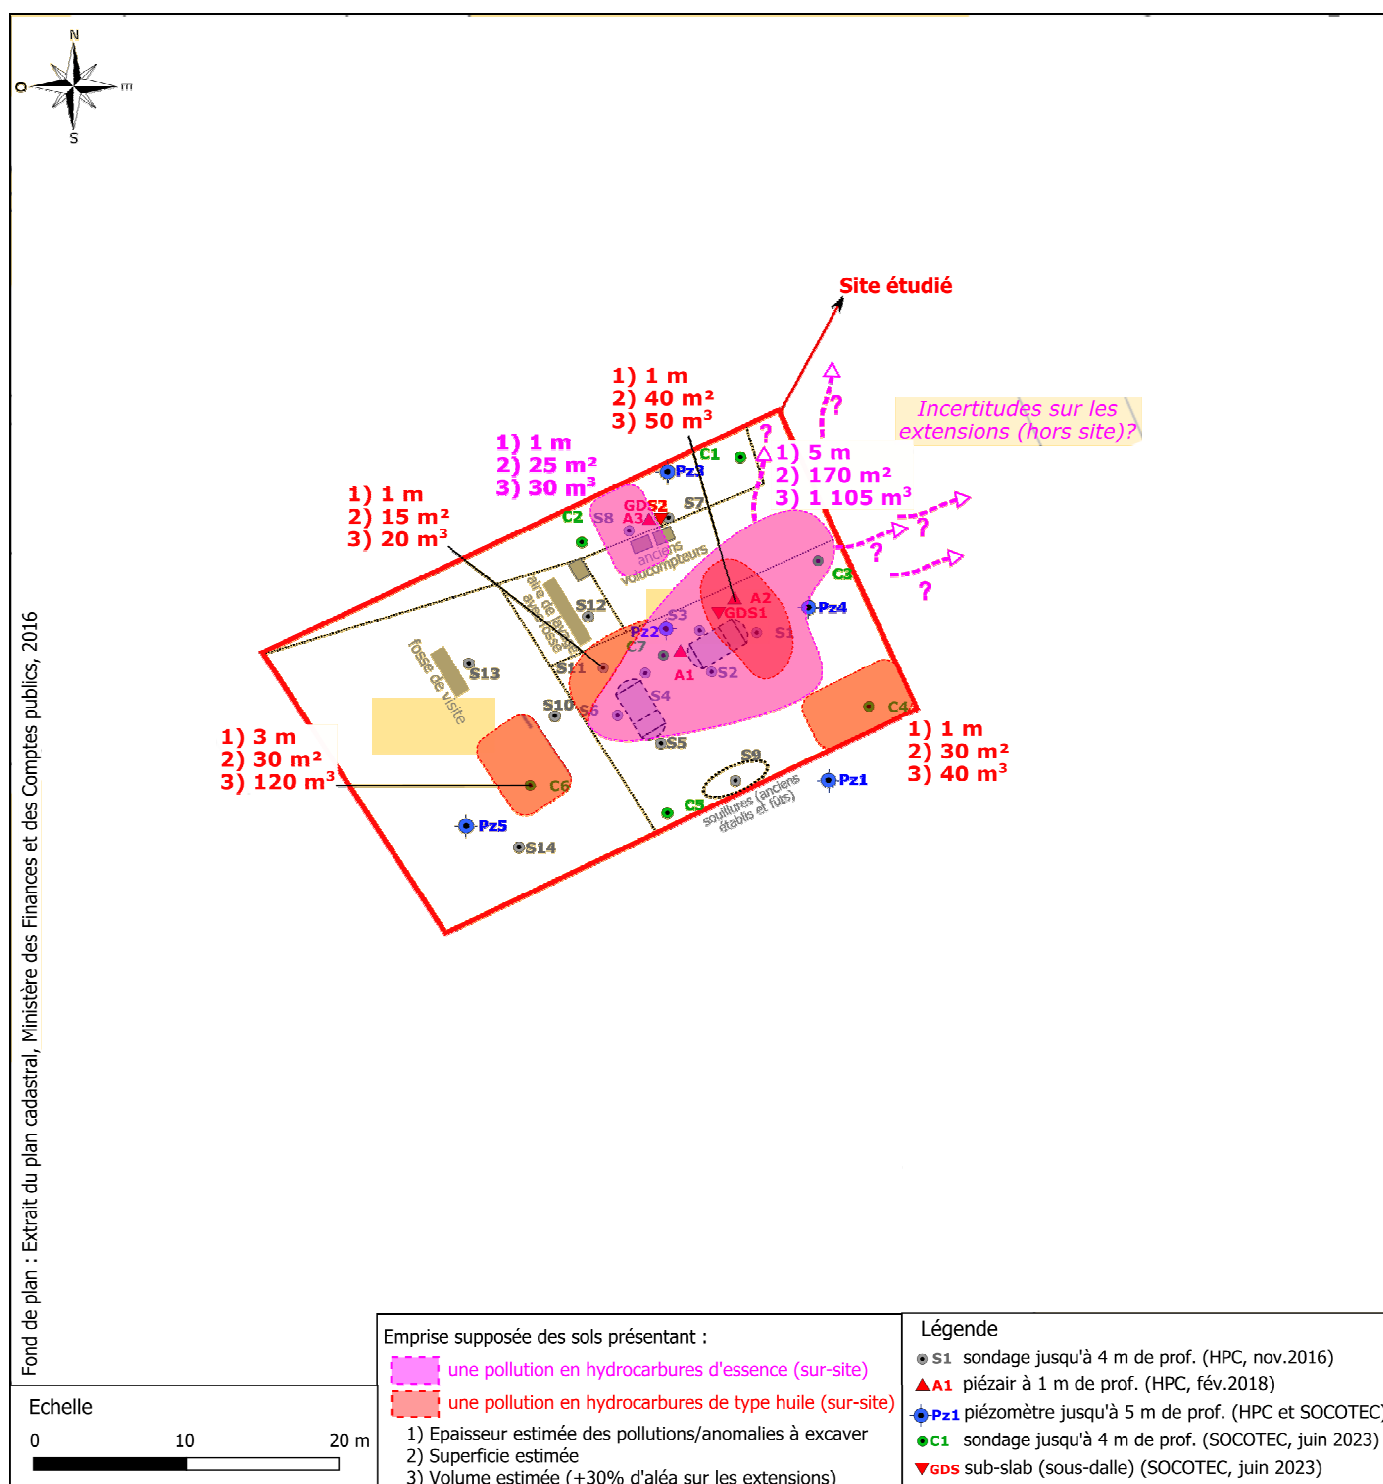 N
O
E
S
Site étudié
1) 1 m
2) 40 m²
3) 50 m³
Incertitudes sur les
extensions (hors site)?
?
?
?
?
?
1) 1 m
2) 25 m²
3) 30 m³
C1
Pz3
1) 5 m
2) 170 m²
3) 1 105 m³
1) 1 m
2) 15 m²
3) 20 m³
GDS2
S7
C2
S8
A3
anciens
volucompteurs
C3
aire de lavage
avec fosse
S12
S3
A2
GDS1
Pz4
Pz2
S1
C7
fosse de visite
S13
S11
A1
S2
S4
S10
S6
C4
S5
1) 3 m
2) 30 m²
3) 120 m³
1) 1 m
2) 30 m²
3) 40 m³
S9
C6
Pz1
souillures (anciens
établis et fûts)
C5
Pz5
S14
Fond de plan : Extrait du plan cadastral, Ministère des Finances et des Comptes publics, 2016
Echelle
0 10 20 m
Emprise supposée des sols présentant :
une pollution en hydrocarbures d'essence (sur-site)
une pollution en hydrocarbures de type huile (sur-site)
1) Epaisseur estimée des pollutions/anomalies à excaver
2) Superficie estimée
3) Volume estimée (+30% d'aléa sur les extensions)
Légende
S1 sondage jusqu'à 4 m de prof. (HPC, nov.2016)
A1 piézair à 1 m de prof. (HPC, fév.2018)
Pz1 piézomètre jusqu'à 5 m de prof. (HPC et SOCOTEC)
C1 sondage jusqu'à 4 m de prof. (SOCOTEC, juin 2023)
GDS sub-slab (sous-dalle) (SOCOTEC, juin 2023)